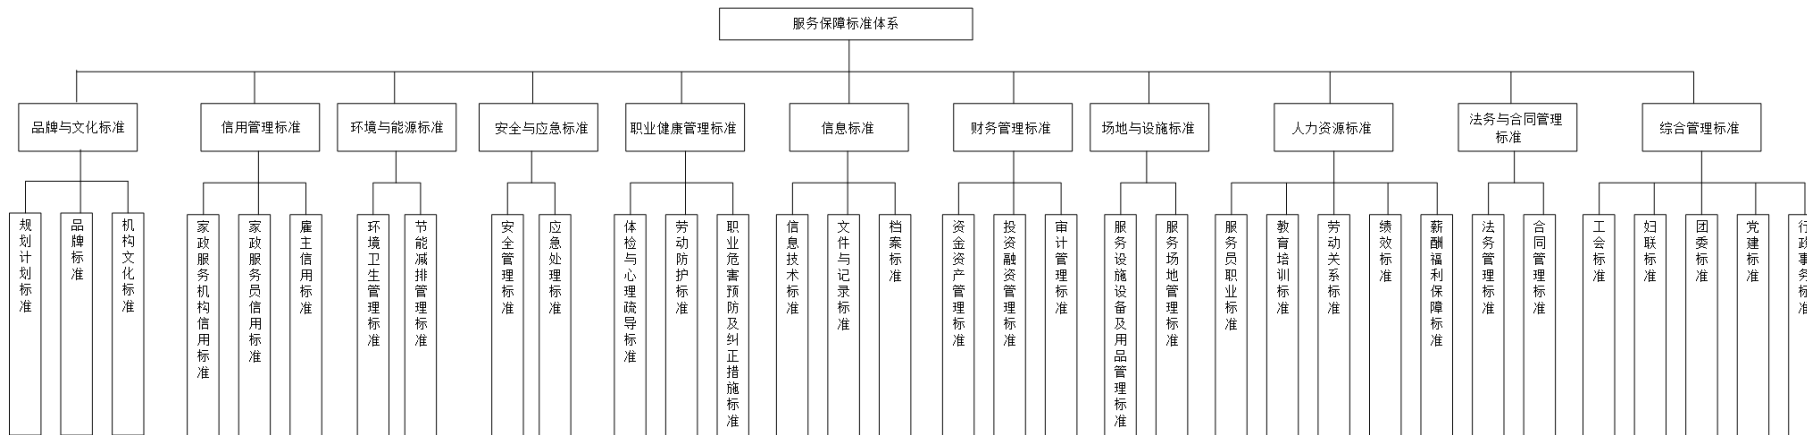 服务保障标准体系
品牌与文化标准
信用管理标准
环境与能源标准
安全与应急标准
职业健康管理标准
信息标准
财务管理标准
场地与设施标准
人力资源标准
法务与合同管理
标准
综合管理标准
规划计划标准
品牌标准
机构文化标准
家政服务机构信用标准
家政服务员信用标准
雇主信用标准
环境卫生管理标准
节能减排管理标准
安全管理标准
应急处理标准
体检与心理疏导标准
劳动防护标准
职业危害预防及纠正措施标准
信息技术标准
文件与记录标准
档案标准
资金资产管理标准
投资融资管理标准
审计管理标准
服务设施设备及用品管理标准
服务场地管理标准
服务员职业标准
教育培训标准
劳动关系标准
绩效标准
薪酬福利保障标准
法务管理标准
合同管理标准
工会标准
妇联标准
团委标准
党建标准
行政事务标准